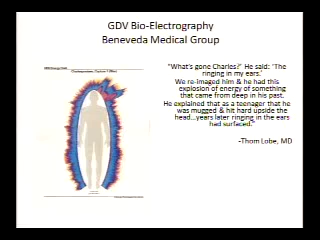 GDV Bio-Electrography
Beneveda Medical Group
"What's gone Charles?" He said: 'The
ringing in my ears.'
We re-imaged him & he had this
explosion of energy of something
that came from deep in his past.
He explained that as a teenager that he
was mugged & hit hard upside the
head...years later ringing in the ears
had surfaced."
-Thom Lobe, MD